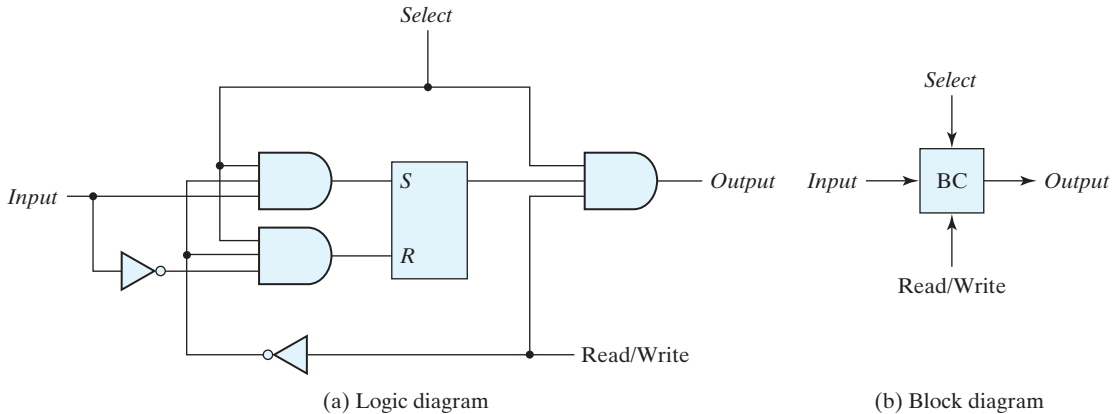 Select
Input
S
R
Output
Read/Write
(a) Logic diagram
Select
Input
BC
Output
Read/Write
(b) Block diagram